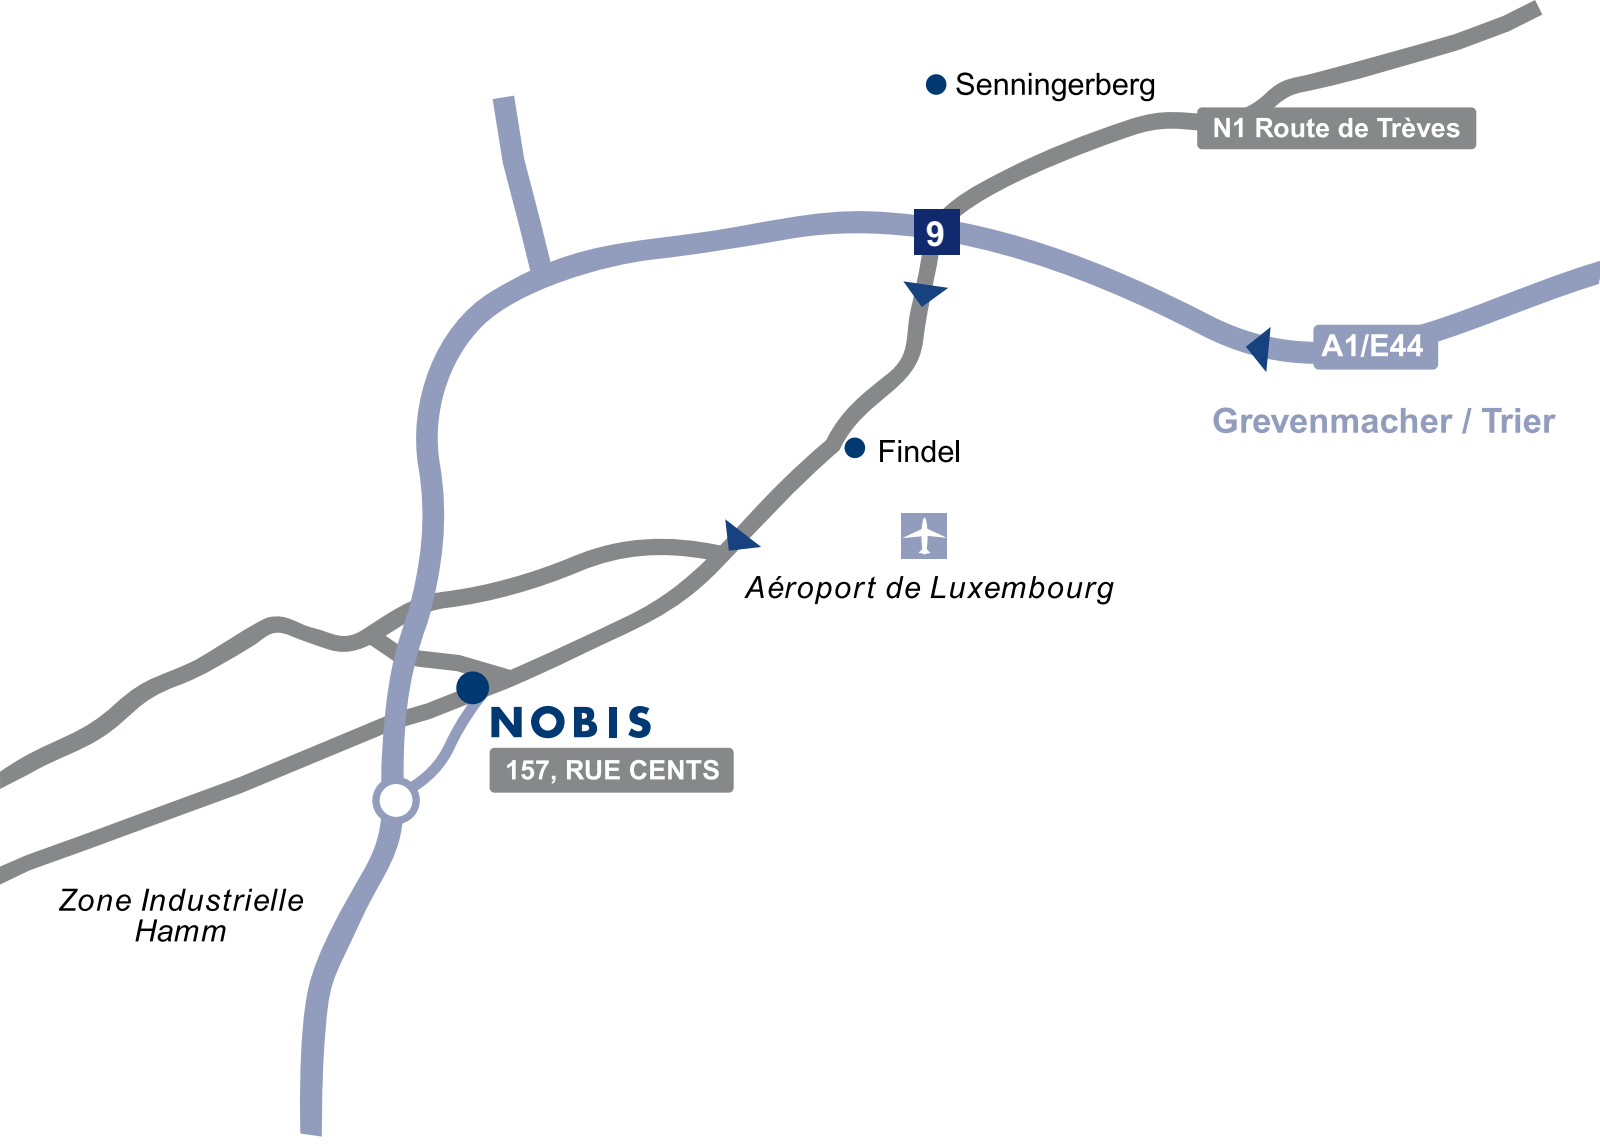 Senningerberg
N1 Route de Trèves
9
A1/E44
Grevenmacher / Trier
Findel
Aéroport de Luxembourg
NOBIS
157, RUE CENTS
Zone Industrielle
Hamm